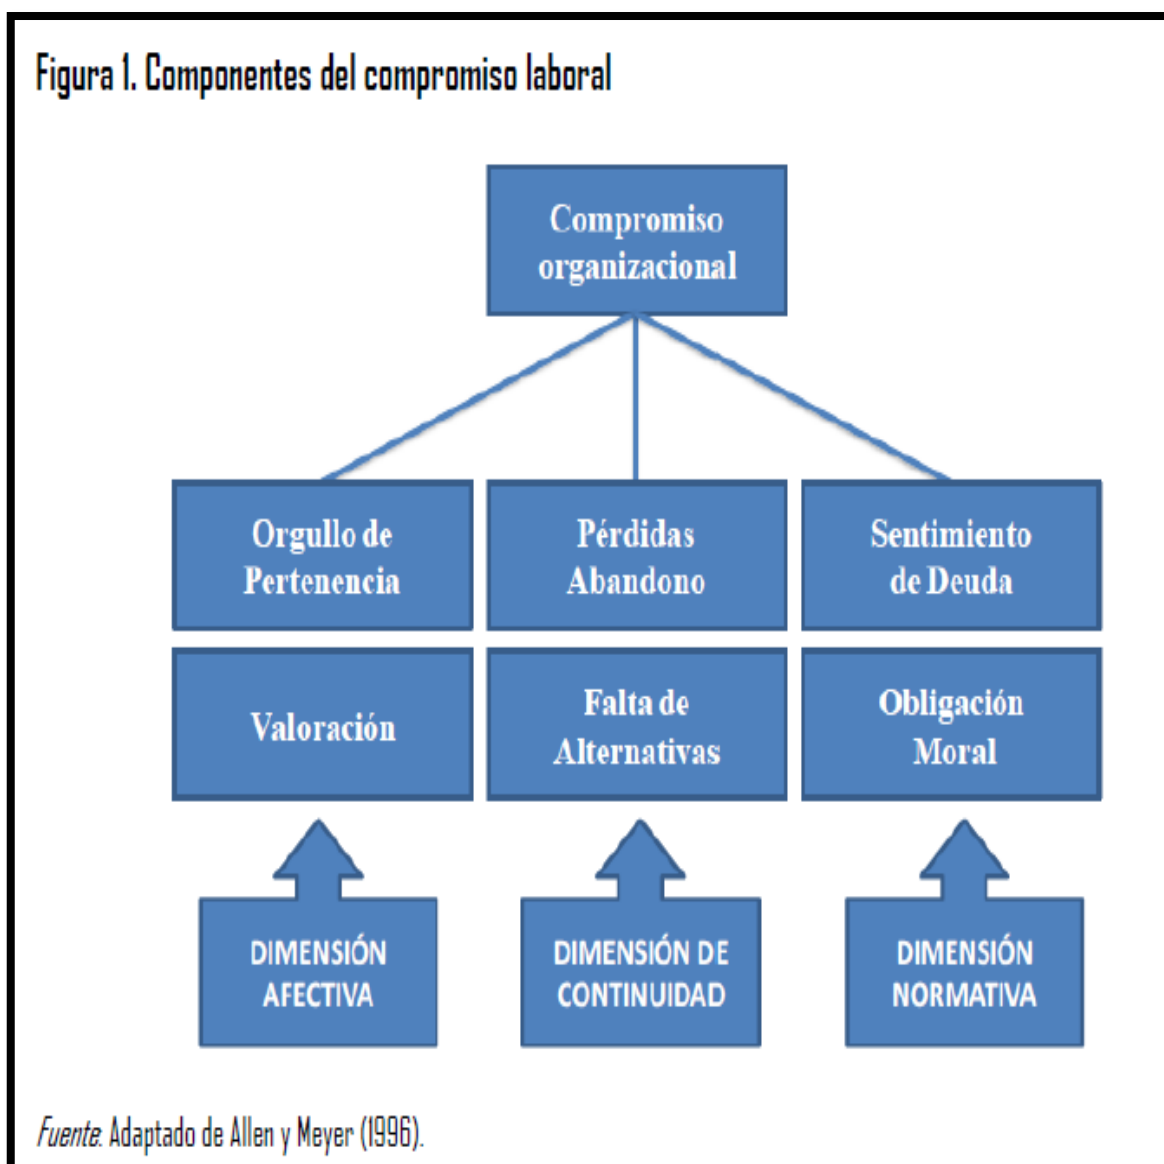 Figura 1. Componentes del compromiso laboral
Compromiso
organizacional
Orgullo de
Pertenencia
Pérdidas
Abandono
Sentimiento
de Deuda
Valoración
Falta de
Alternativas
Obligación
Moral
DIMENSIÓN
AFECTIVA
DIMENSIÓN DE
CONTINUIDAD
DIMENSIÓN
NORMATIVA
Fuente: Adaptado de Allen y Meyer (1996).